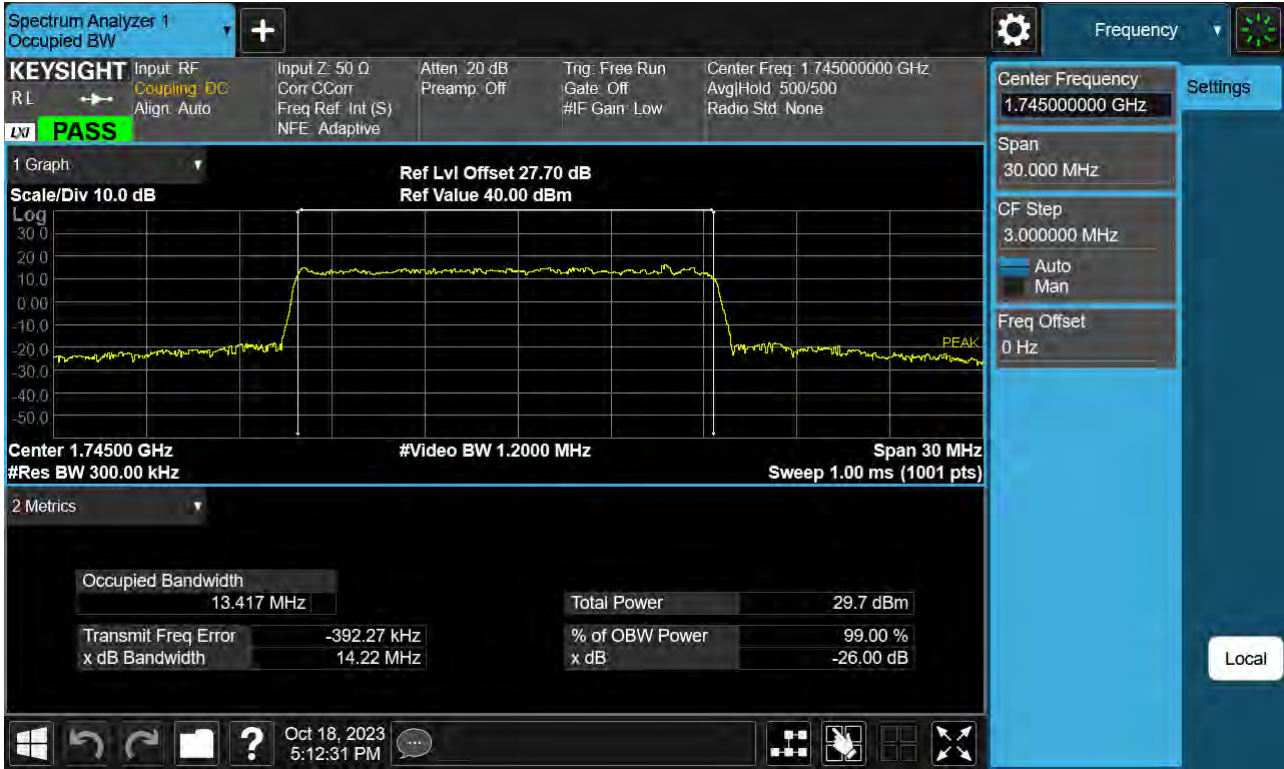 Spectrum Analyzer 1
Occupied BW
+
Frequency
KEYSIGHT
R L
LXI
PASS
Input: RF
Coupling: DC
Align: Auto
Input Z: 50 Ω
Corr CCorr
Freq Ref: Int (S)
NFE: Adaptive
Atten: 20 dB
Preamp: Off
Trig: Free Run
Gate: Off
#IF Gain: Low
Center Freq: 1.745000000 GHz
Avg|Hold: 500/500
Radio Std: None
Center Frequency
1.745000000 GHz
Settings
Span
30.000 MHz
CF Step
3.000000 MHz
Auto
Man
Freq Offset
0 Hz
Local
1 Graph
Scale/Div 10.0 dB
Ref Lvl Offset 27.70 dB
Ref Value 40.00 dBm
Log
30.0
20.0
10.0
0.00
-10.0
-20.0
-30.0
-40.0
-50.0
PEAK
Center 1.74500 GHz
#Res BW 300.00 kHz
#Video BW 1.2000 MHz
Span 30 MHz
Sweep 1.00 ms (1001 pts)
2 Metrics
Occupied Bandwidth
13.417 MHz
Transmit Freq Error -392.27 kHz
x dB Bandwidth 14.22 MHz
Total Power 29.7 dBm
% of OBW Power 99.00 %
x dB -26.00 dB
?
Oct 18, 2023
5:12:31 PM